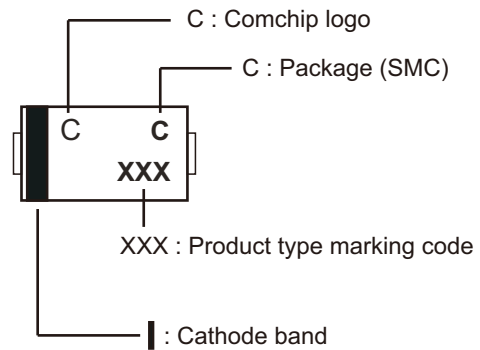 C : Comchip logo
C : Package (SMC)
C C
XXX
XXX : Product type marking code
: Cathode band